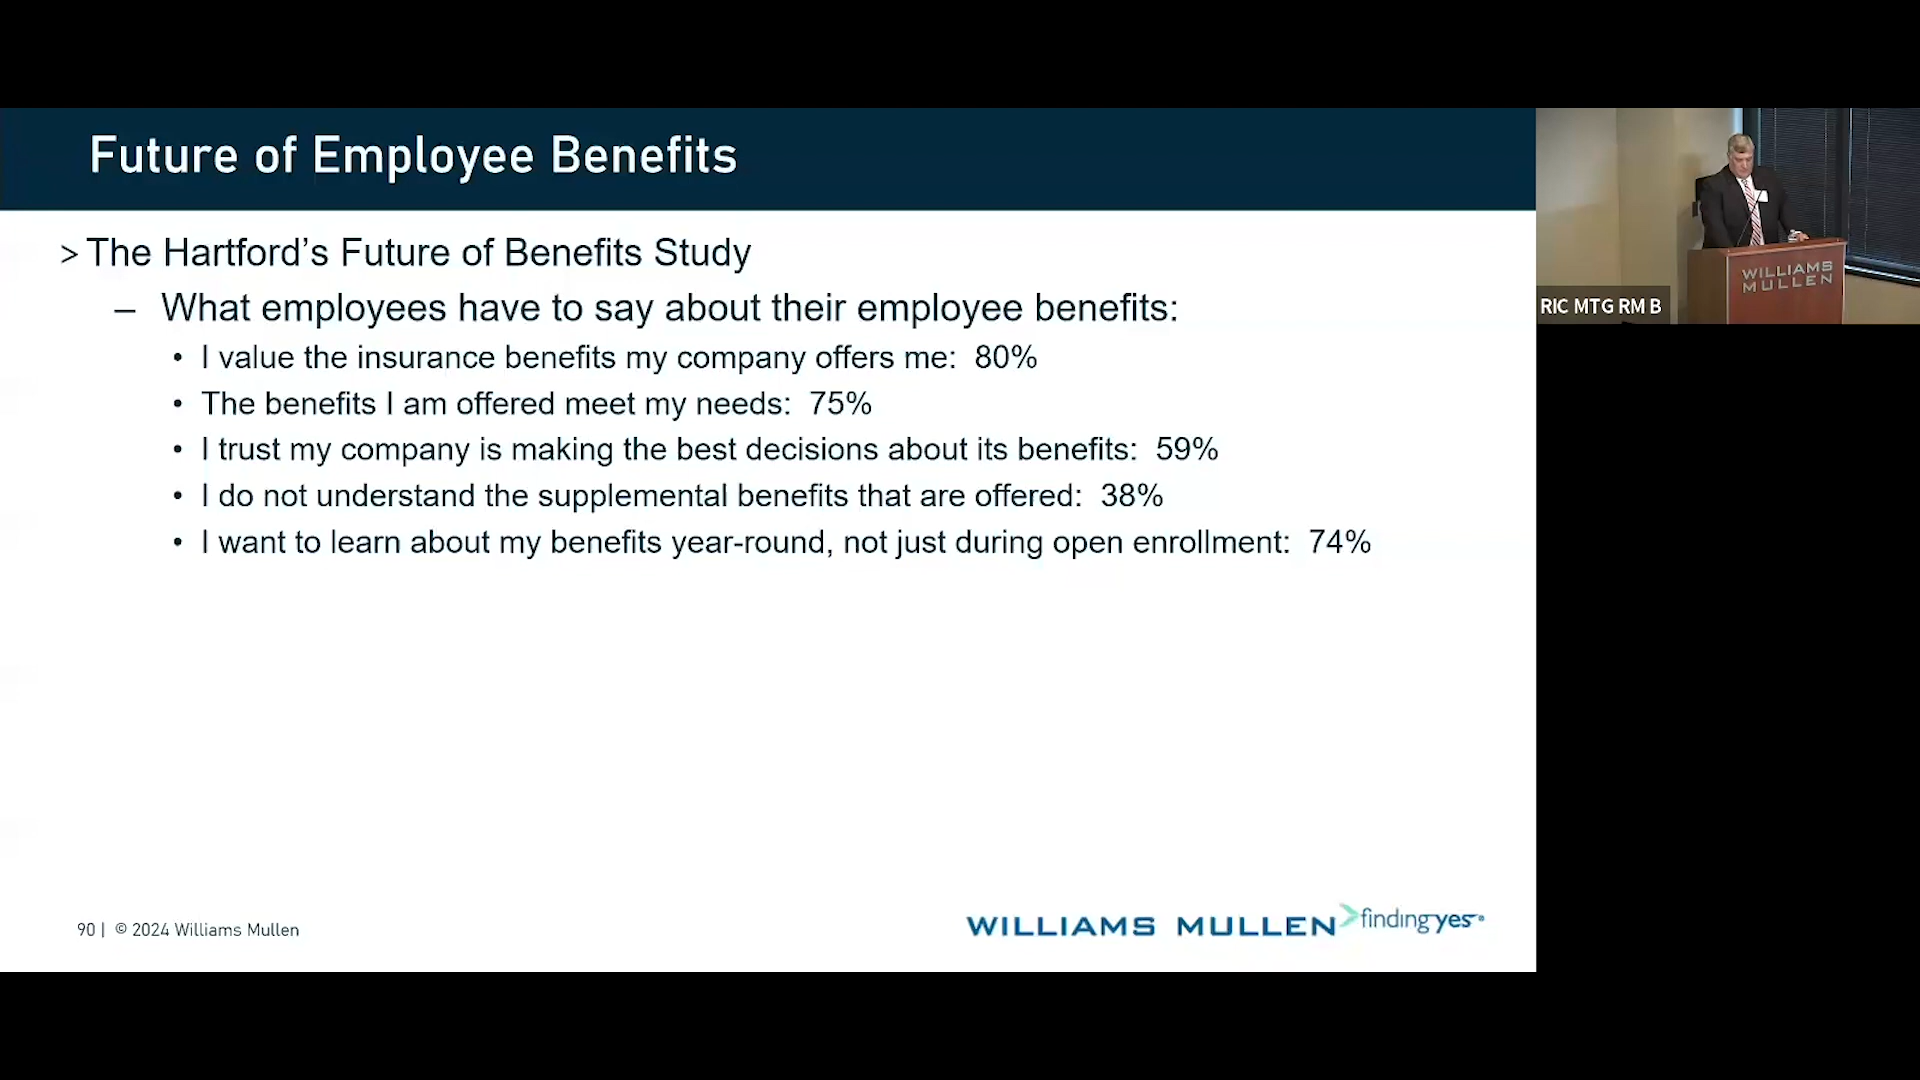 Future of Employee Benefits
> The Hartford’s Future of Benefits Study
– What employees have to say about their employee benefits:
• I value the insurance benefits my company offers me: 80%
• The benefits I am offered meet my needs: 75%
• I trust my company is making the best decisions about its benefits: 59%
• I do not understand the supplemental benefits that are offered: 38%
• I want to learn about my benefits year-round, not just during open enrollment: 74%
90 | © 2024 Williams Mullen
WILLIAMS MULLEN findingyes®
WILLIAMS
MULLEN
RIC MTG RM B